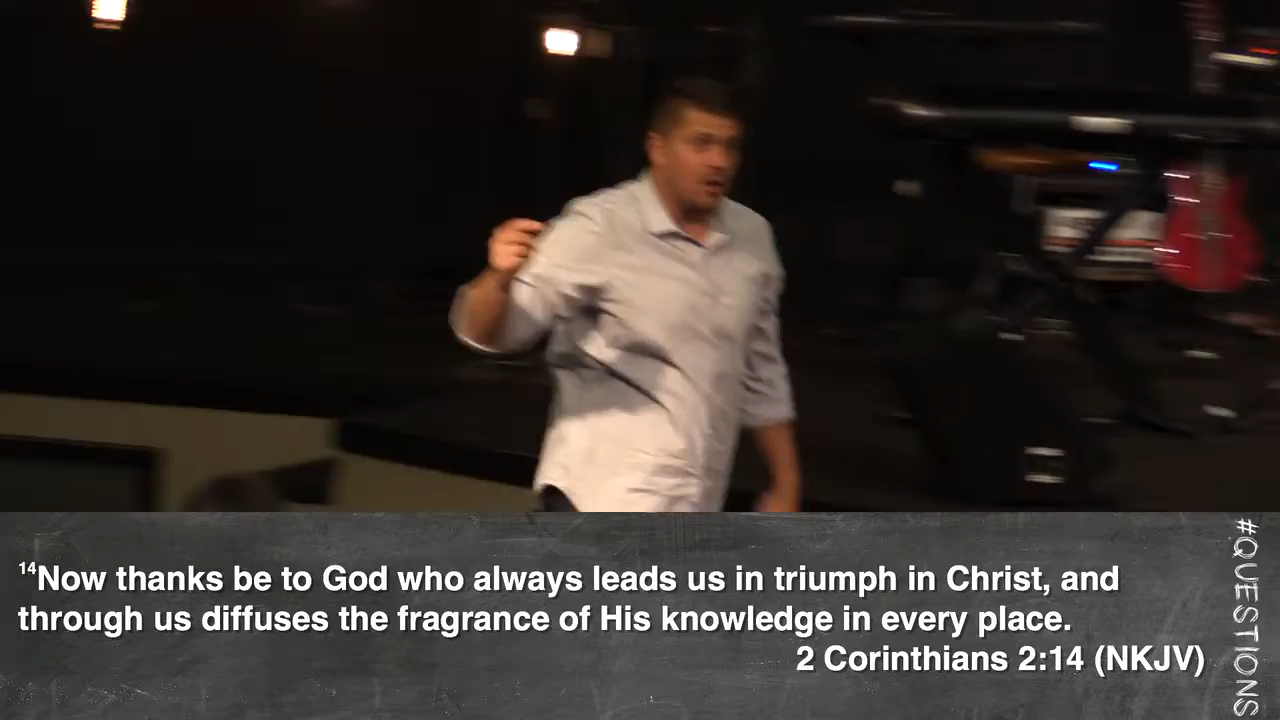 ¹⁴Now thanks be to God who always leads us in triumph in Christ, and
through us diffuses the fragrance of His knowledge in every place.
2 Corinthians 2:14 (NKJV)
#QUESTIONS